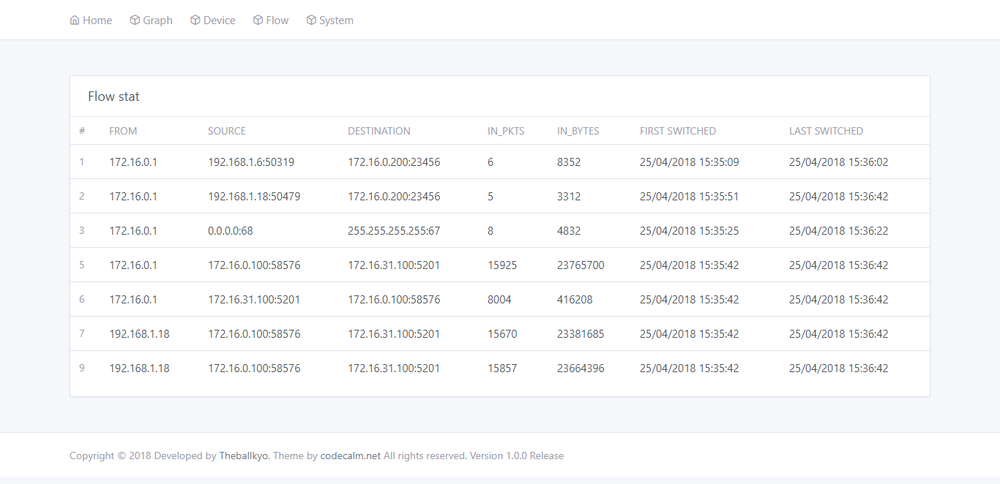 Home Graph Device Flow System
Flow stat
# FROM SOURCE DESTINATION IN_PKTS IN_BYTES FIRST SWITCHED LAST SWITCHED
1 172.16.0.1 192.168.1.6:50319 172.16.0.200:23456 6 8352 25/04/2018 15:35:09 25/04/2018 15:36:02
2 172.16.0.1 192.168.1.18:50479 172.16.0.200:23456 5 3312 25/04/2018 15:35:51 25/04/2018 15:36:42
3 172.16.0.1 0.0.0.0:68 255.255.255.255:67 8 4832 25/04/2018 15:35:25 25/04/2018 15:36:22
5 172.16.0.1 172.16.0.100:58576 172.16.31.100:5201 15925 23765700 25/04/2018 15:35:42 25/04/2018 15:36:42
6 172.16.0.1 172.16.31.100:5201 172.16.0.100:58576 8004 416208 25/04/2018 15:35:42 25/04/2018 15:36:42
7 192.168.1.18 172.16.0.100:58576 172.16.31.100:5201 15670 23381685 25/04/2018 15:35:42 25/04/2018 15:36:42
9 192.168.1.18 172.16.0.100:58576 172.16.31.100:5201 15857 23664396 25/04/2018 15:35:42 25/04/2018 15:36:42
Copyright © 2018 Developed by Theballkyo. Theme by codecalm.net All rights reserved. Version 1.0.0 Release